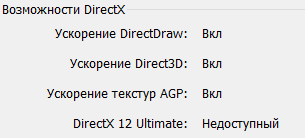 Возможности DirectX
Ускорение DirectDraw: Вкл
Ускорение Direct3D: Вкл
Ускорение текстур AGP: Вкл
DirectX 12 Ultimate: Недоступный